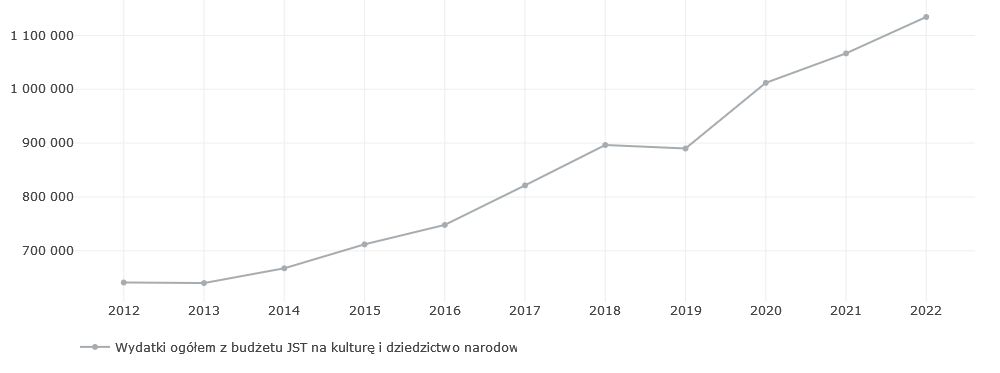 1 100 000
1 000 000
900 000
800 000
700 000
2012 2013 2014 2015 2016 2017 2018 2019 2020 2021 2022
Wydatki ogółem z budżetu JST na kulturę i dziedzictwo narodow